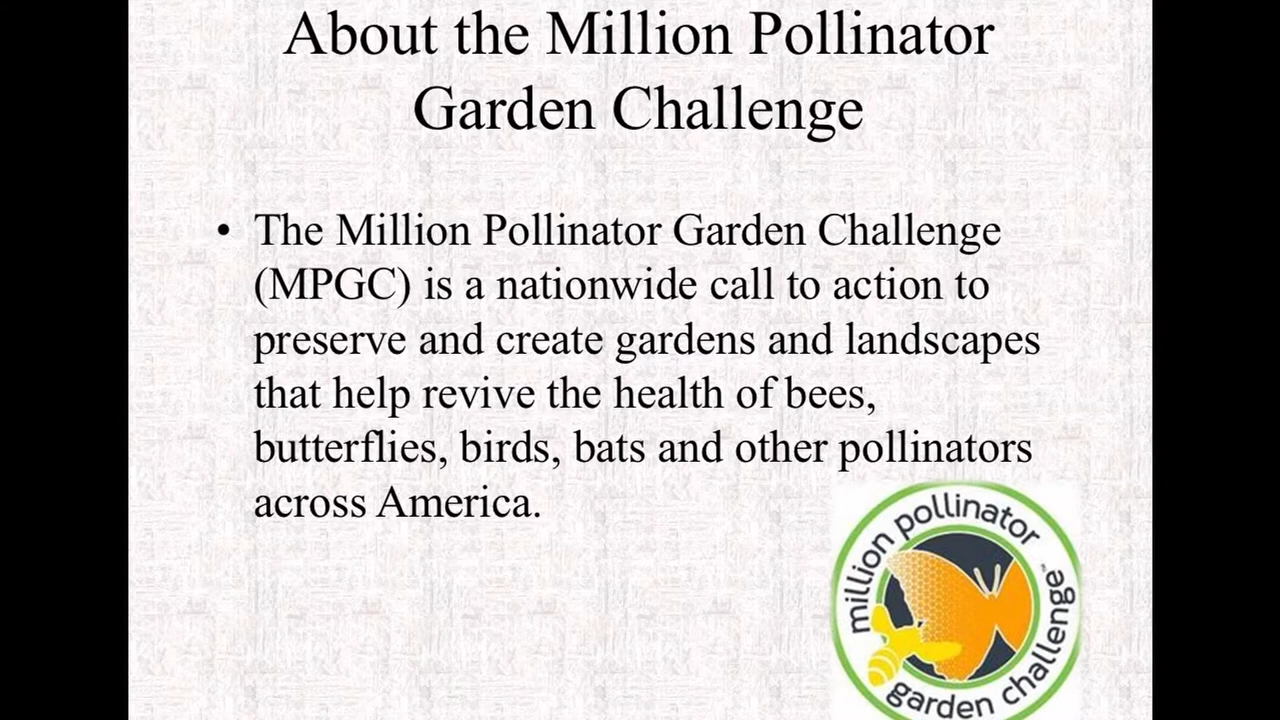 About the Million Pollinator
Garden Challenge
• The Million Pollinator Garden Challenge
(MPGC) is a nationwide call to action to
preserve and create gardens and landscapes
that help revive the health of bees,
butterflies, birds, bats and other pollinators
across America.
million pollinator
garden challenge